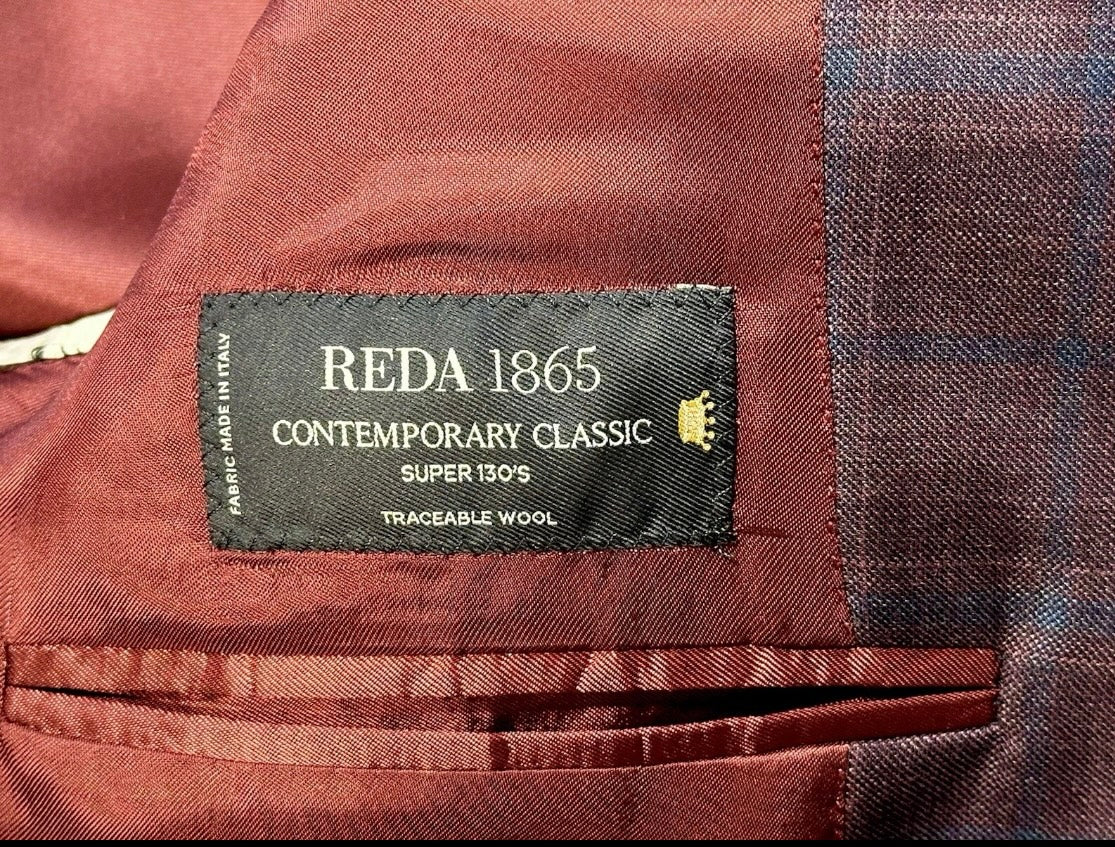 REDA 1865
CONTEMPORARY CLASSIC
SUPER 130'S
TRACEABLE WOOL
FABRIC MADE IN ITALY